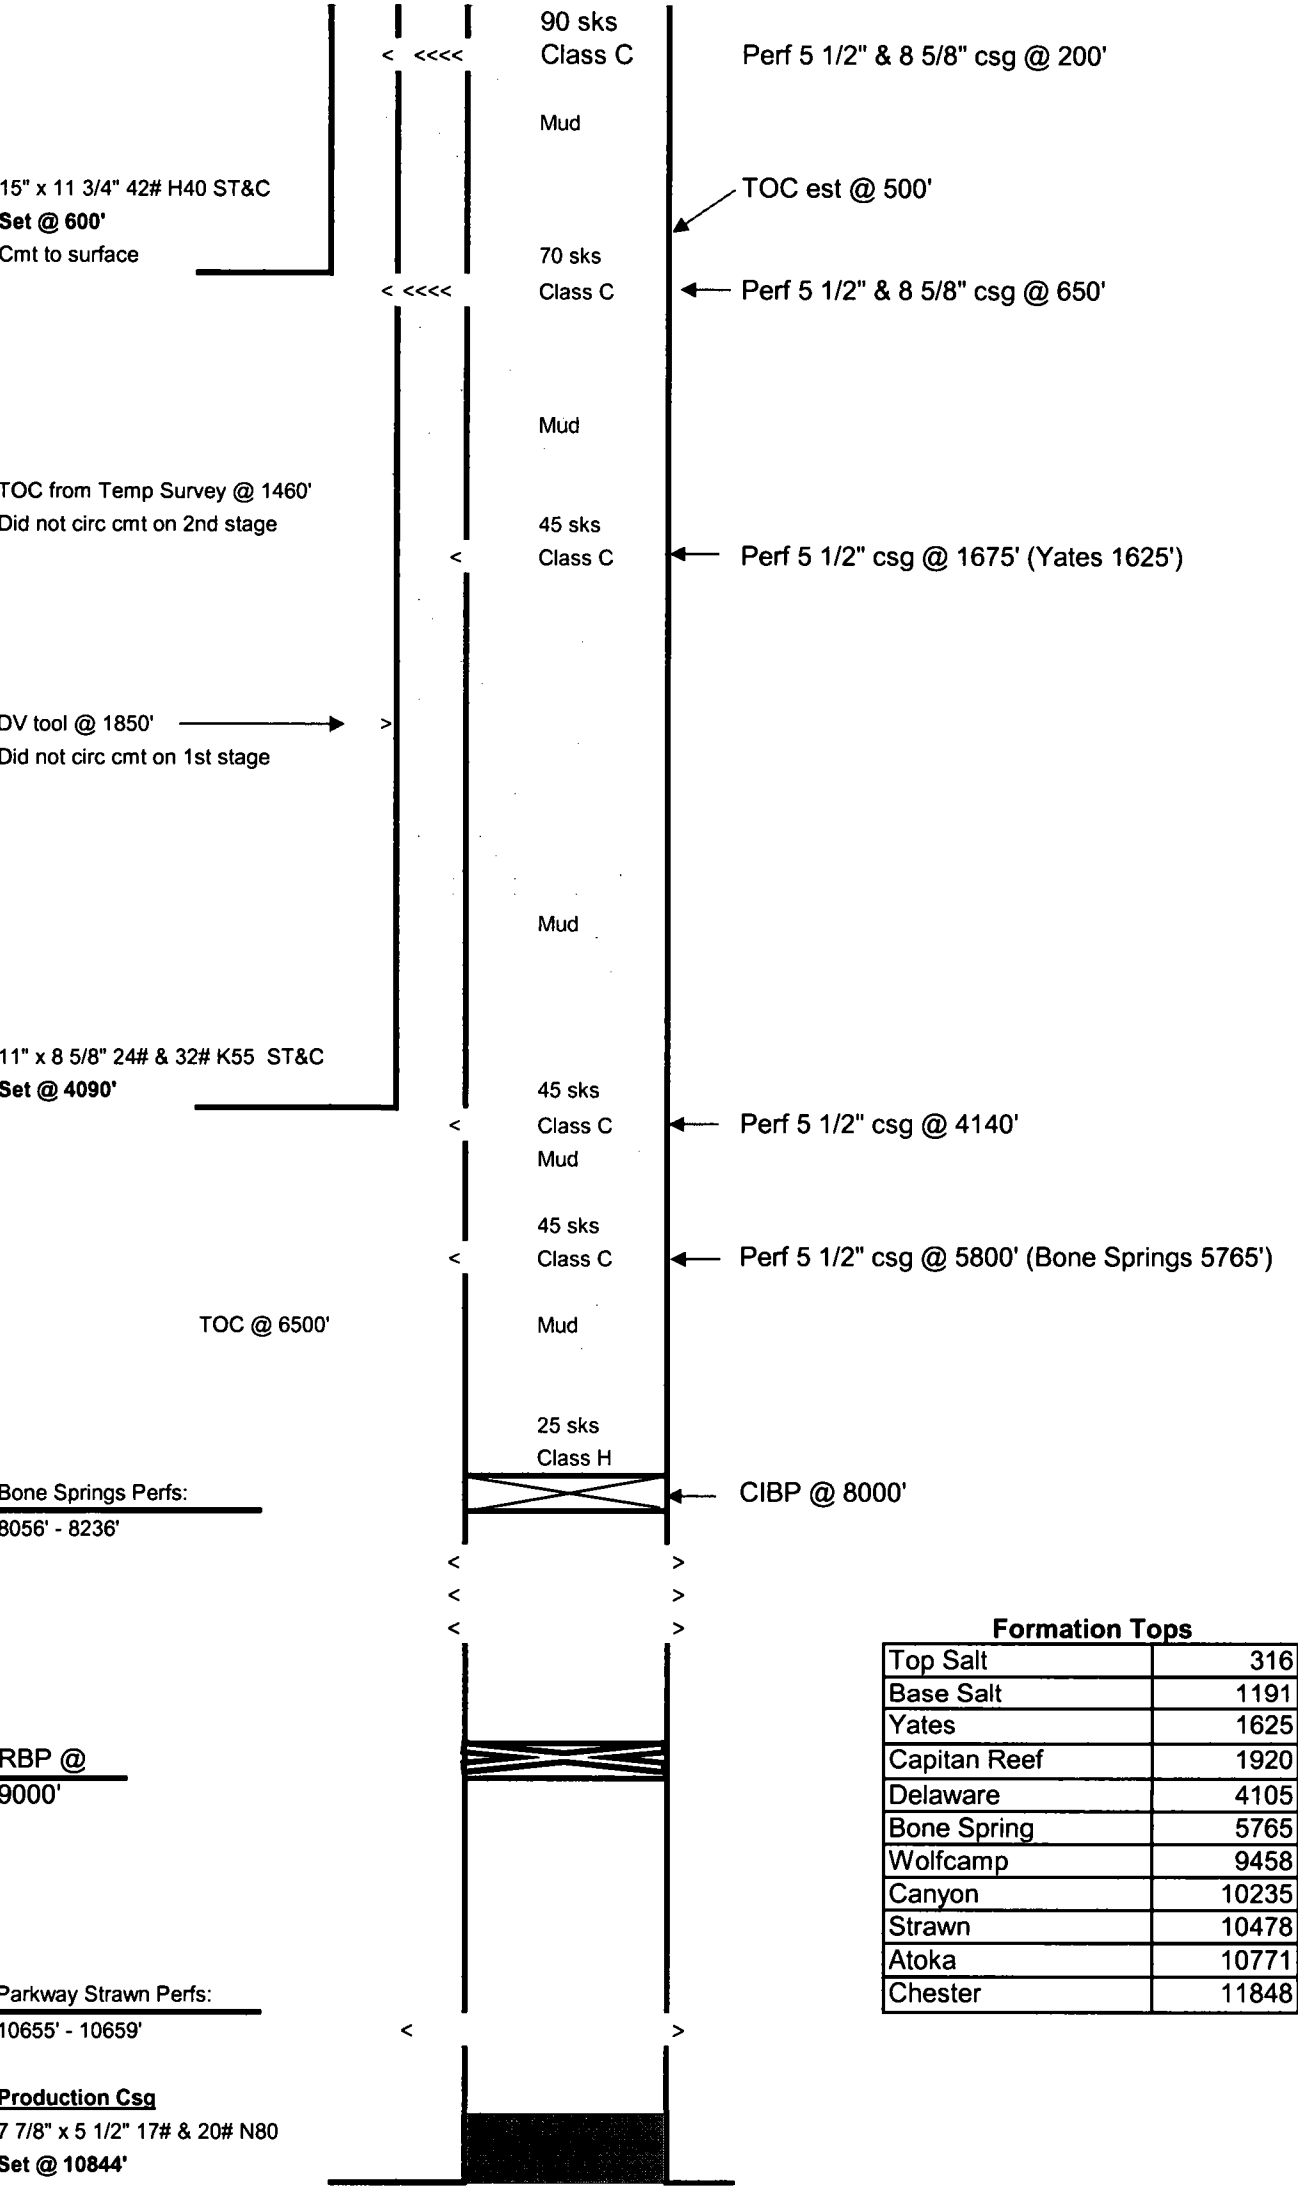 90 sks
< <<<< Class C Perf 5 1/2" & 8 5/8" csg @ 200'
Mud
15" x 11 3/4" 42# H40 ST&C TOC est @ 500'
Set @ 600'
Cmt to surface 70 sks
< <<<< Class C Perf 5 1/2" & 8 5/8" csg @ 650'
Mud
TOC from Temp Survey @ 1460'
Did not circ cmt on 2nd stage 45 sks
< Class C Perf 5 1/2" csg @ 1675' (Yates 1625')
DV tool @ 1850' >
Did not circ cmt on 1st stage
Mud
11" x 8 5/8" 24# & 32# K55 ST&C
Set @ 4090' 45 sks
< Class C Perf 5 1/2" csg @ 4140'
Mud
45 sks
< Class C Perf 5 1/2" csg @ 5800' (Bone Springs 5765')
TOC @ 6500' Mud
25 sks
Class H
Bone Springs Perfs: CIBP @ 8000'
8056' - 8236'
< >
< >
< >
Formation Tops
Top Salt 316
Base Salt 1191
Yates 1625
RBP @ Capitan Reef 1920
9000' Delaware 4105
Bone Spring 5765
Wolfcamp 9458
Canyon 10235
Strawn 10478
Atoka 10771
Parkway Strawn Perfs: Chester 11848
10655' - 10659' < >
Production Csg
7 7/8" x 5 1/2" 17# & 20# N80
Set @ 10844'